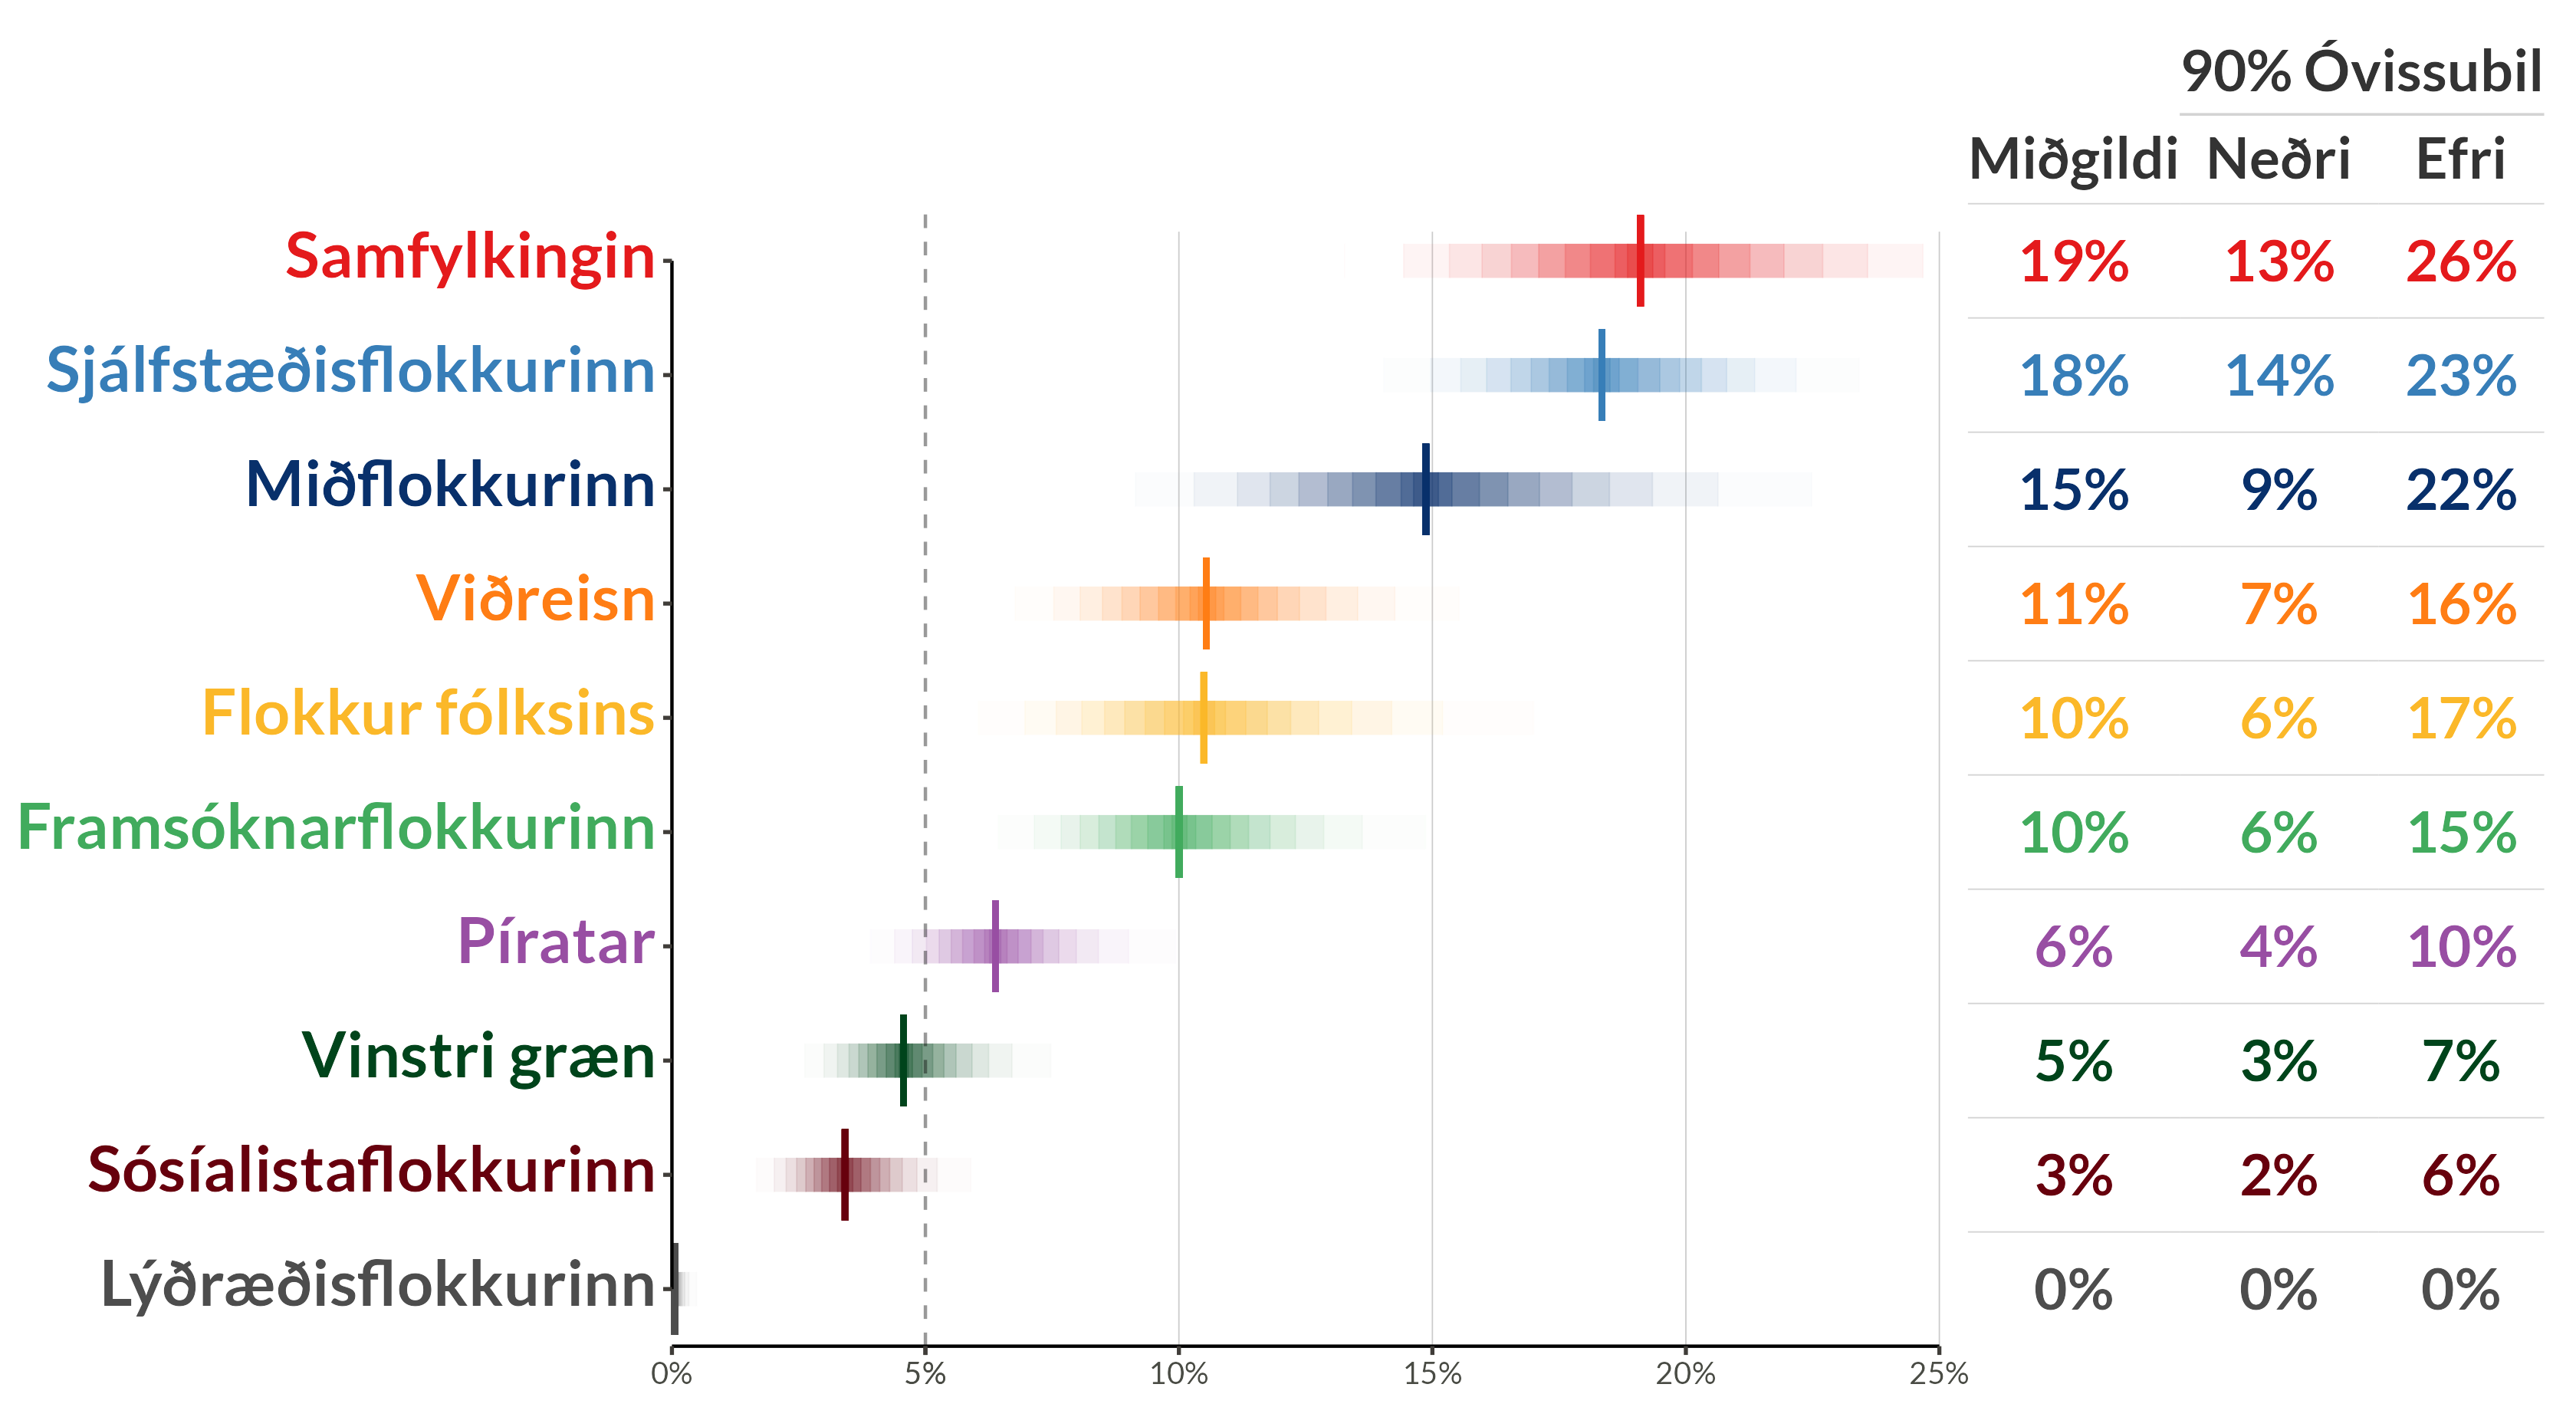 90% Óvissubil
Miðgildi Neðri Efri
Samfylkingin 19% 13% 26%
Sjálfstæðisflokkurinn 18% 14% 23%
Miðflokkurinn 15% 9% 22%
Viðreisn 11% 7% 16%
Flokkur fólksins 10% 6% 17%
Framsóknarflokkurinn 10% 6% 15%
Píratar 6% 4% 10%
Vinstri græn 5% 3% 7%
Sósíalistaflokkurinn 3% 2% 6%
Lýðræðisflokkurinn 0% 0% 0%
0% 5% 10% 15% 20% 25%